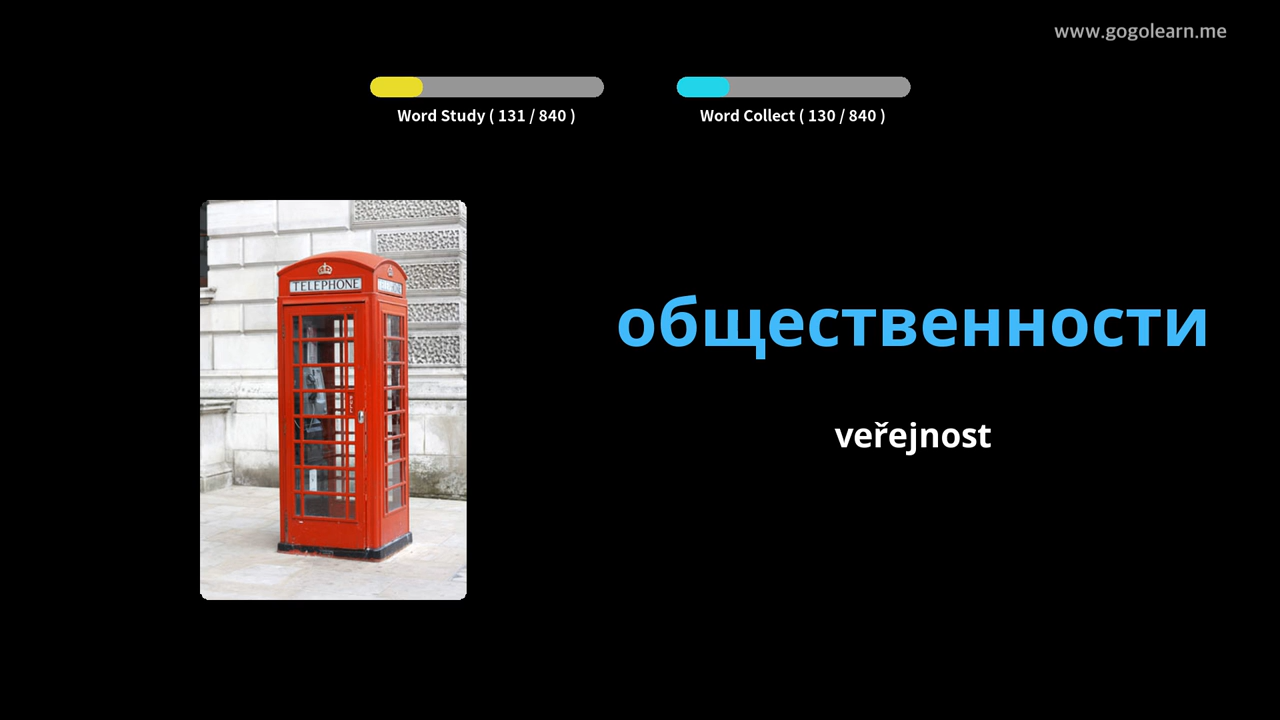 www.gogolearn.me
Word Study ( 131 / 840 )
Word Collect ( 130 / 840 )
TELEPHONE
общественности
veřejnost